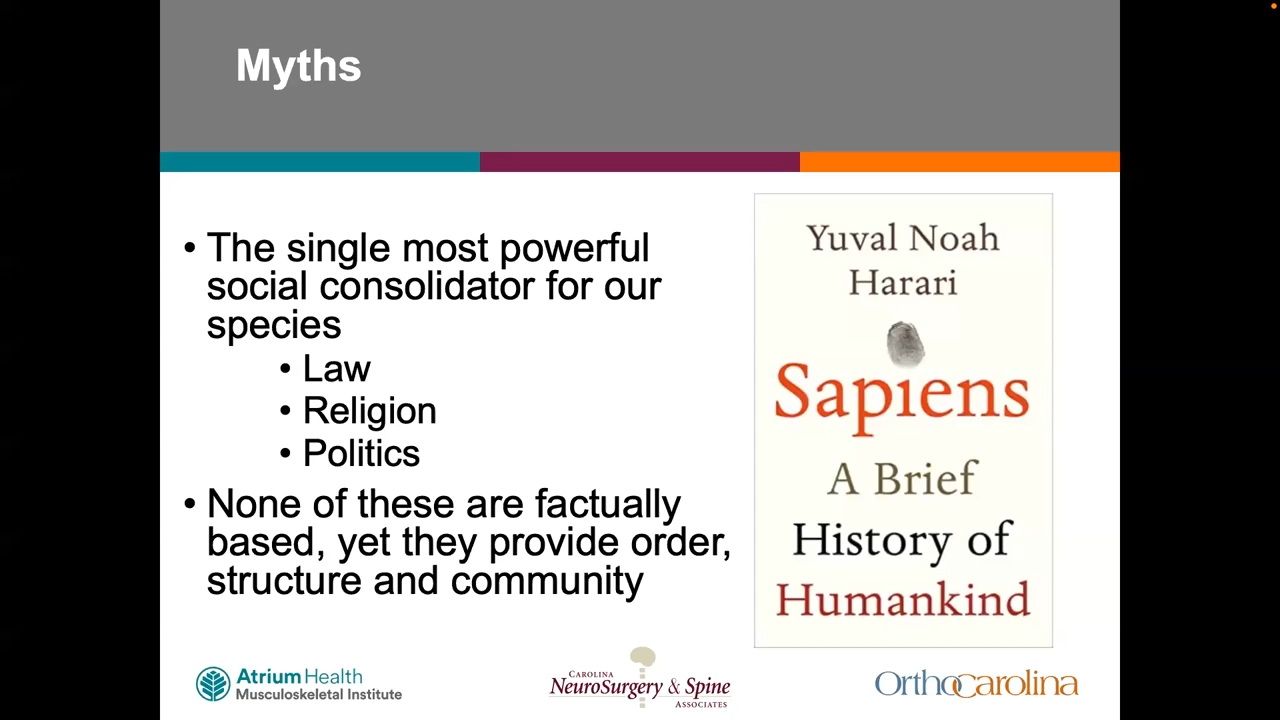 Myths
• The single most powerful
social consolidator for our
species
• Law
• Religion
• Politics
• None of these are factually
based, yet they provide order,
structure and community
Yuval Noah
Harari
Sapiens
A Brief
History of
Humankind
Atrium Health
Musculoskeletal Institute
CAROLINA
NEUROSURGERY & SPINE
ASSOCIATES
OrthoCarolina